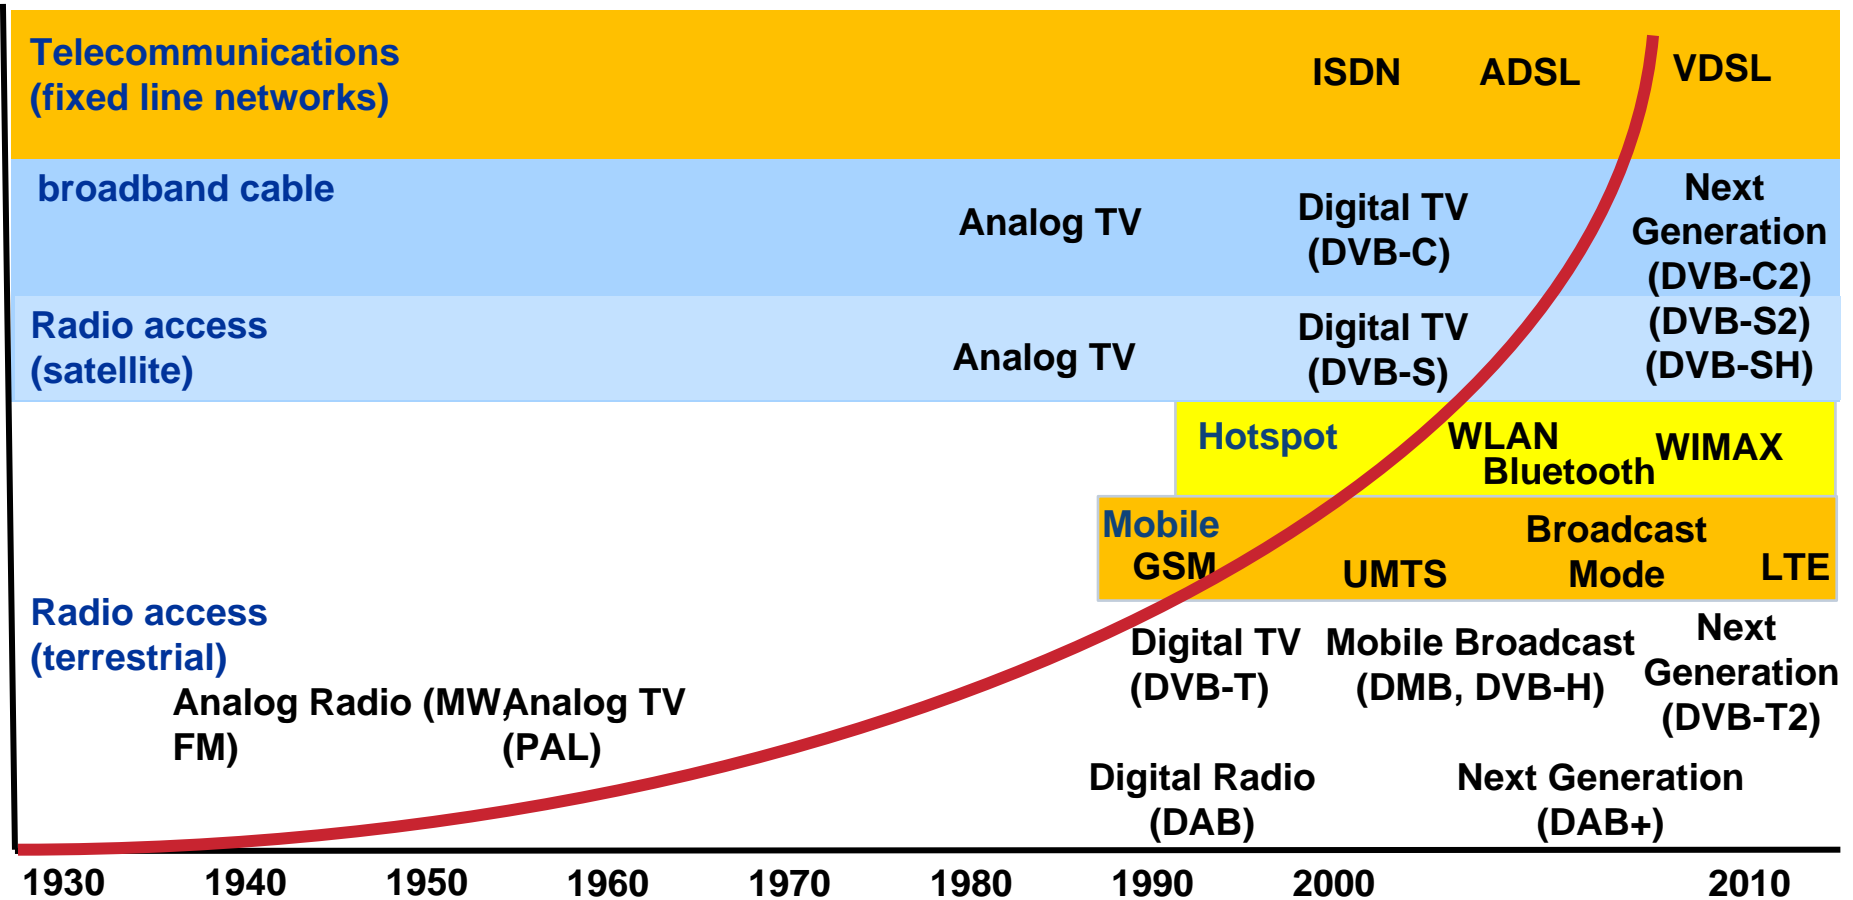 Telecommunications
(fixed line networks)
ISDN
ADSL
VDSL
broadband cable
Analog TV
Digital TV
(DVB-C)
Next
Generation
(DVB-C2)
(DVB-S2)
(DVB-SH)
Radio access
(satellite)
Analog TV
Digital TV
(DVB-S)
Hotspot
WLAN
Bluetooth
WIMAX
Mobile
GSM
UMTS
Broadcast
Mode
LTE
Radio access
(terrestrial)
Analog Radio (MW,
FM)
Analog TV
(PAL)
Digital TV
(DVB-T)
Mobile Broadcast
(DMB, DVB-H)
Next
Generation
(DVB-T2)
Digital Radio
(DAB)
Next Generation
(DAB+)
1930 1940 1950 1960 1970 1980 1990 2000 2010